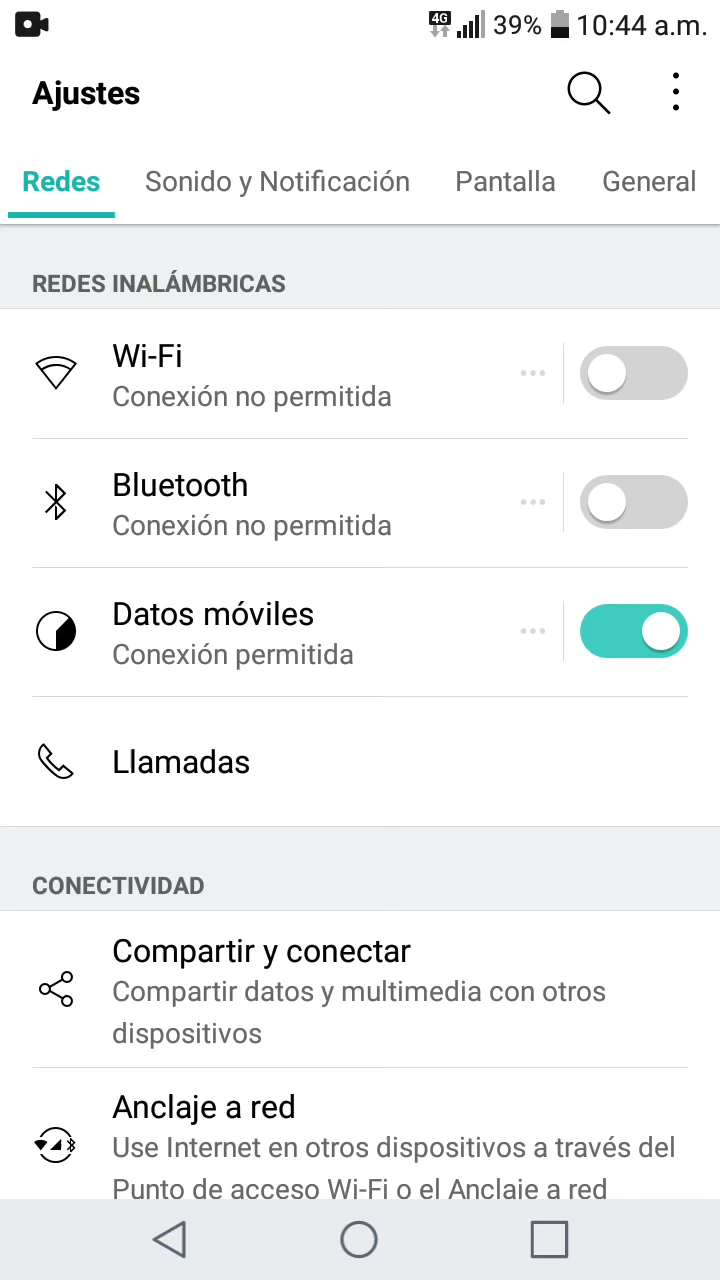 4G 39% 10:44 a.m.
Ajustes
Redes Sonido y Notificación Pantalla General
REDES INALÁMBRICAS
Wi-Fi
Conexión no permitida
Bluetooth
Conexión no permitida
Datos móviles
Conexión permitida
Llamadas
CONECTIVIDAD
Compartir y conectar
Compartir datos y multimedia con otros
dispositivos
Anclaje a red
Use Internet en otros dispositivos a través del
Punto de acceso Wi-Fi o el Anclaje a red